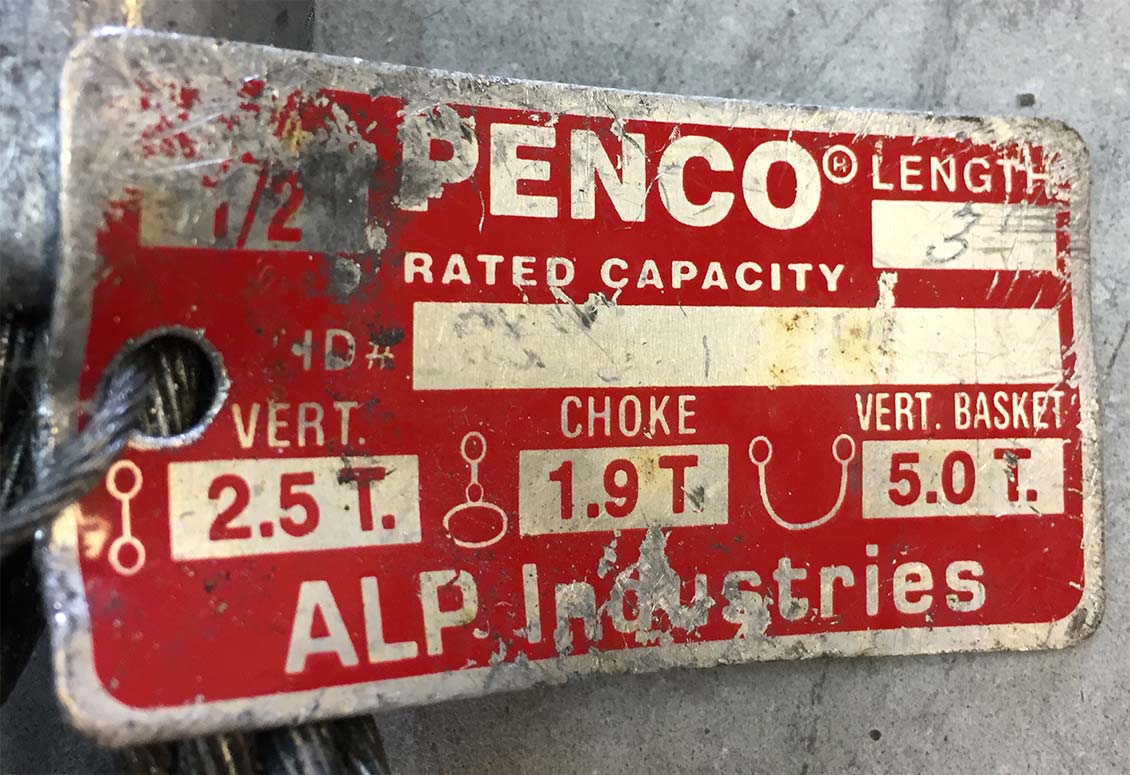 PENCO® LENGTH
1/2
3
RATED CAPACITY
ID#
VERT. CHOKE VERT. BASKET
2.5 T. 1.9 T. 5.0 T.
ALP Industries